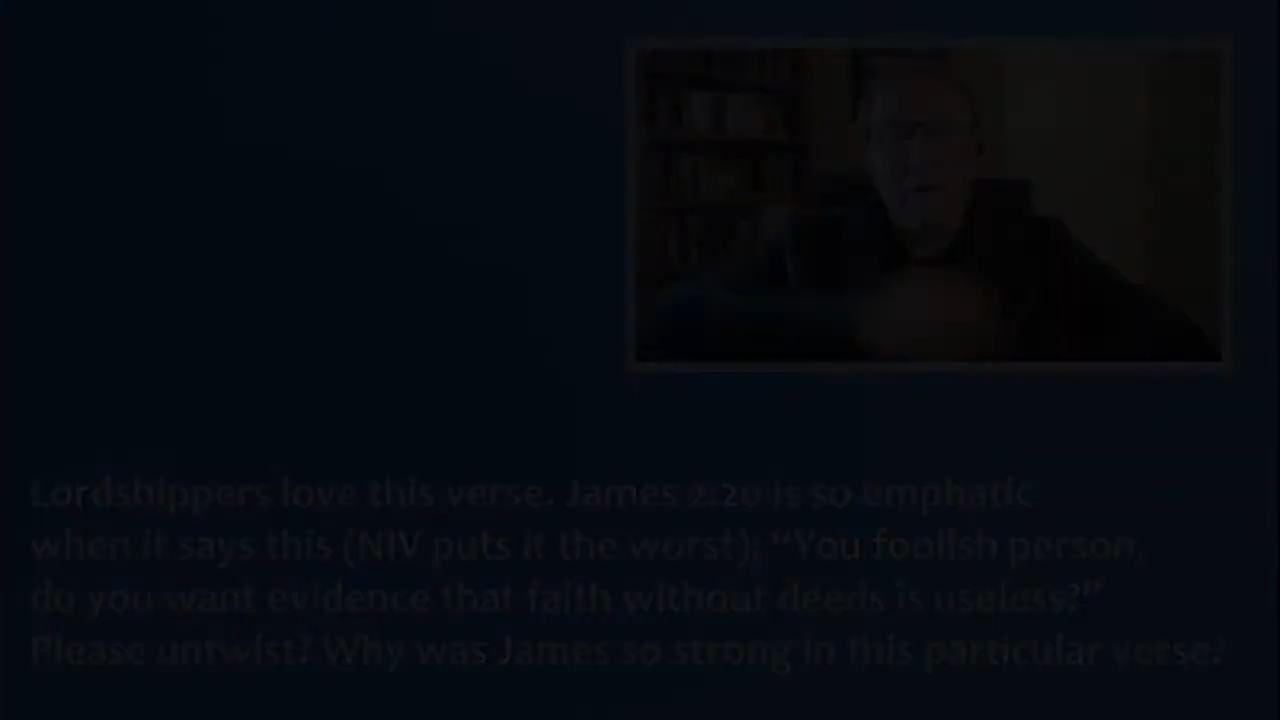 Lordshippers love this verse. James 2:20 is so emphatic
when it says this (NIV puts it the worst); “You foolish person,
do you want evidence that faith without deeds is useless?”
Please untwist? Why was James so strong in this particular verse?